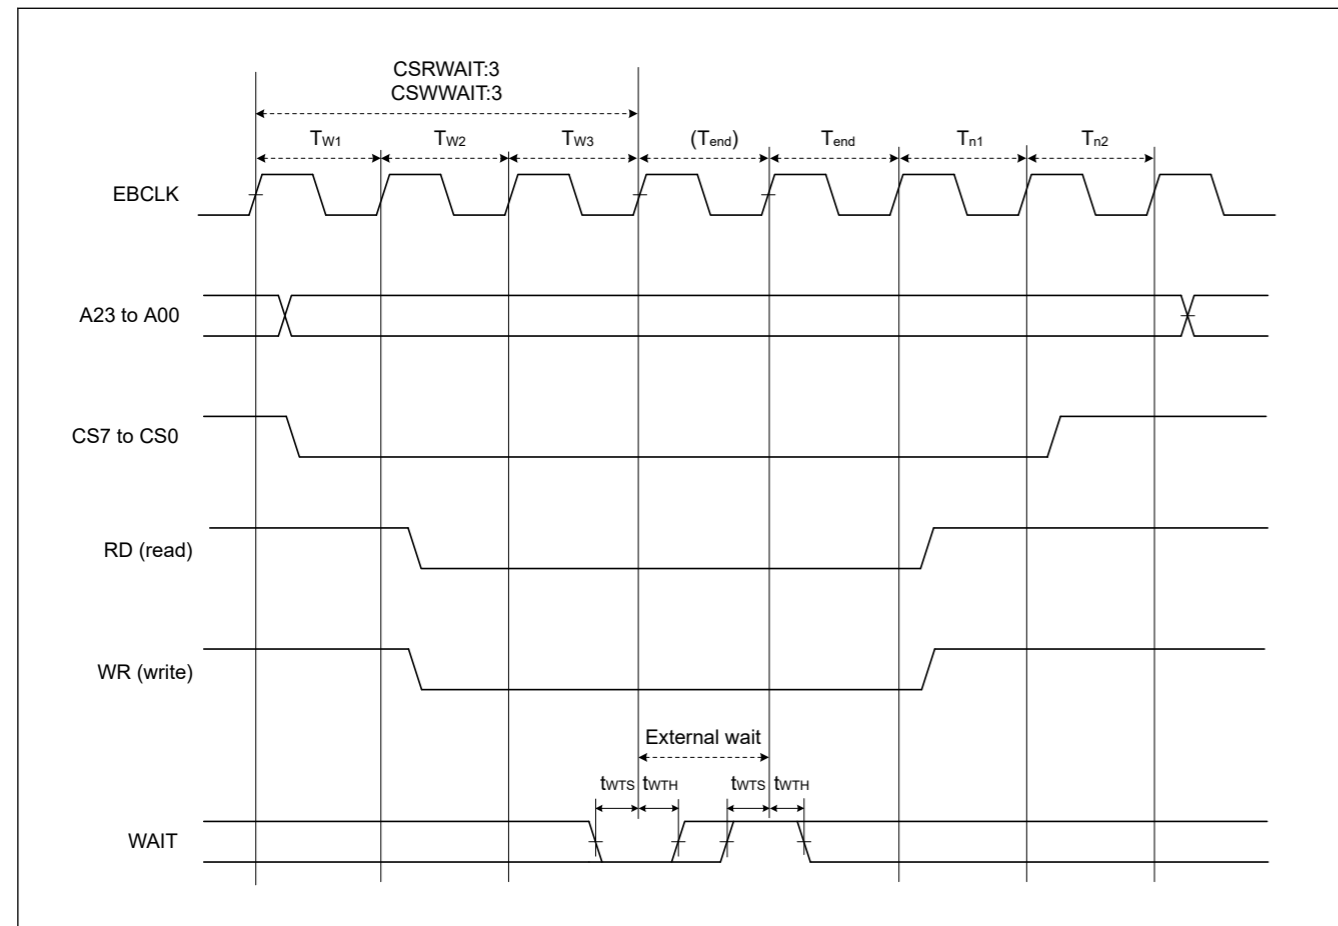 CSRWAIT:3
CSWWAIT:3
TW1 TW2 TW3 (Tend) Tend Tn1 Tn2
EBCLK
A23 to A00
CS7 to CS0
RD (read)
WR (write)
External wait
tWTS tWTH tWTS tWTH
WAIT